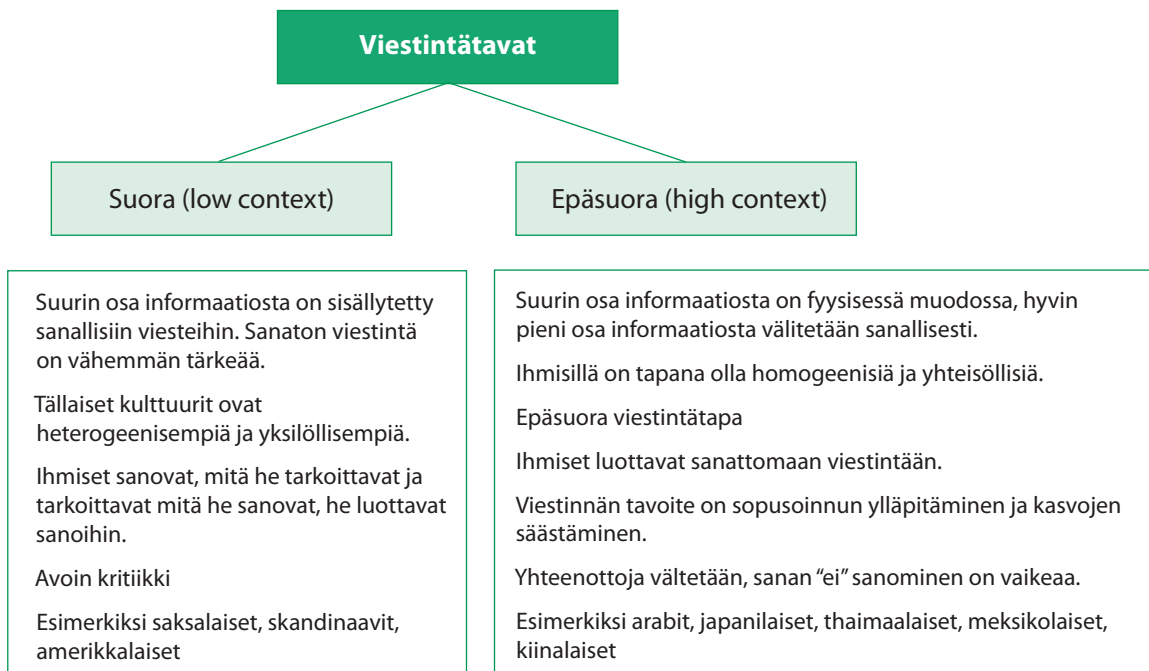 Viestintätavat
Suora (low context)
Epäsuora (high context)
Suurin osa informaatiosta on sisällytetty
sanallisiin viesteihin. Sanaton viestintä
on vähemmän tärkeää.
Tällaiset kulttuurit ovat
heterogeenisempiä ja yksilöllisempiä.
Ihmiset sanovat, mitä he tarkoittavat ja
tarkoittavat mitä he sanovat, he luottavat
sanoihin.
Avoin kritiikki
Esimerkiksi saksalaiset, skandinaavit,
amerikkalaiset
Suurin osa informaatiosta on fyysisessä muodossa, hyvin
pieni osa informaatiosta välitetään sanallisesti.
Ihmisillä on tapana olla homogeenisiä ja yhteisöllisiä.
Epäsuora viestintätapa
Ihmiset luottavat sanattomaan viestintään.
Viestinnän tavoite on sopusoinnun ylläpitäminen ja kasvojen
säästäminen.
Yhteenottoja vältetään, sanan “ei” sanominen on vaikeaa.
Esimerkiksi arabit, japanilaiset, thaimaalaiset, meksikolaiset,
kiinalaiset